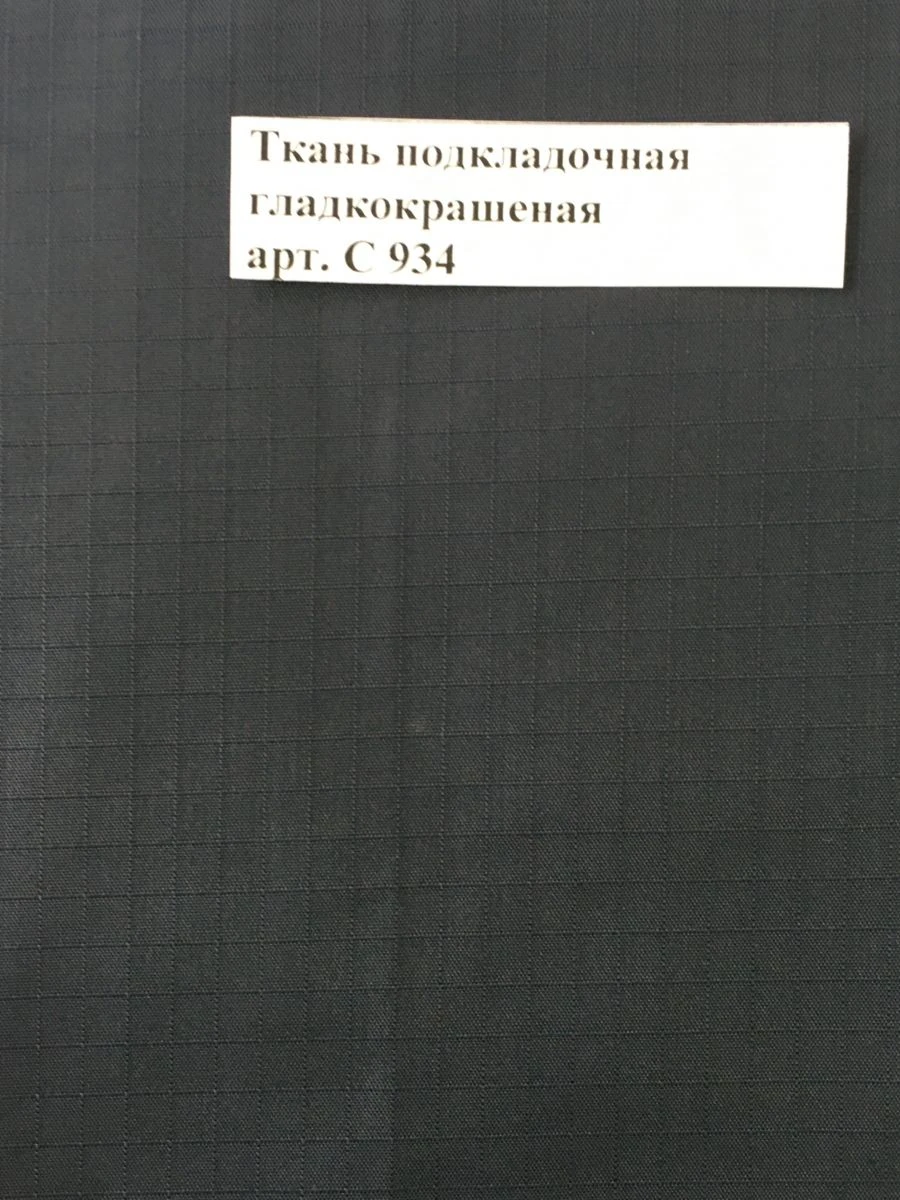 Ткань подкладочная
гладкокрашеная
арт. С 934